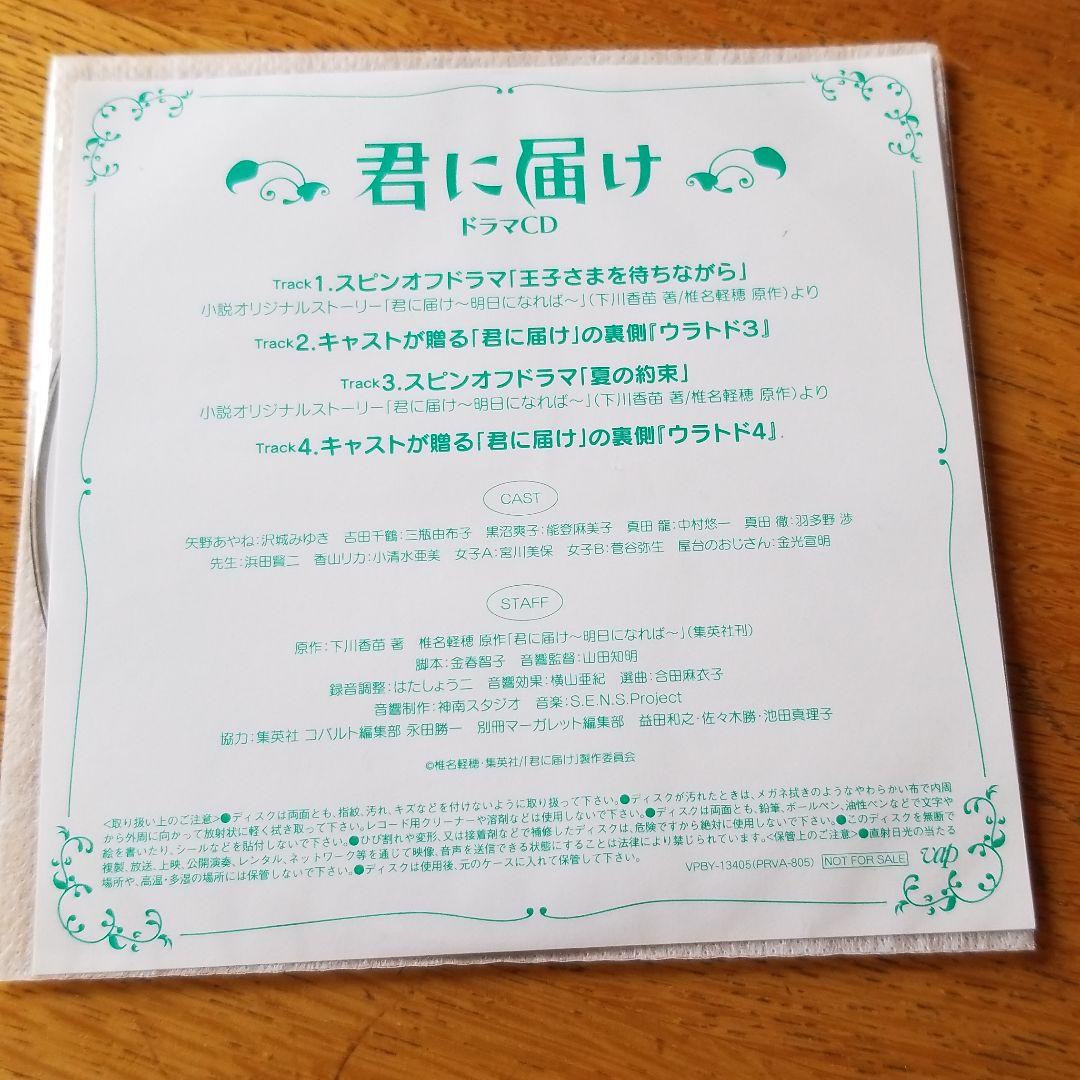 君に届け
ドラマCD
Track1.スピンオフドラマ「王子さまを待ちながら」
小説オリジナルストーリー「君に届け～明日になれば～」(下川香苗 著/椎名軽穂 原作)より
Track2.キャストが贈る「君に届け」の裏側『ウラトド3』
Track3.スピンオフドラマ「夏の約束」
小説オリジナルストーリー「君に届け～明日になれば～」(下川香苗 著/椎名軽穂 原作)より
Track4.キャストが贈る「君に届け」の裏側『ウラトド4』
CAST
矢野あやね:沢城みゆき 吉田千鶴:三瓶由布子 黒沼爽子:能登麻美子 真田 龍:中村悠一 真田 徹:羽多野 渉
先生:浜田賢二 香山リカ:小清水亜美 女子A:宮川美保 女子B:菅谷弥生 屋台のおじさん:金光宣明
STAFF
原作:下川香苗 著 椎名軽穂 原作「君に届け～明日になれば～」(集英社刊)
脚本:金春智子 音響監督:山田知明
録音調整:はたしょう二 音響効果:横山亜紀 選曲:合田麻衣子
音響制作:神南スタジオ 音楽:S.E.N.S.Project
協力:集英社 コバルト編集部 永田勝一 別冊マーガレット編集部 益田和之・佐々木勝・池田真理子
©椎名軽穂・集英社/「君に届け」製作委員会
<取り扱い上のご注意>●ディスクは両面とも、指紋、汚れ、キズなどを付けないように取り扱って下さい。●ディスクが汚れたときは、メガネ拭きのようなやわらかい布で内周
から外周に向かって放射状に軽く拭き取って下さい。レコード用クリーナーや溶剤などは使用しないで下さい。●ディスクは両面とも、鉛筆、ボールペン、油性ペンなどで文字や
絵を書いたり、シールなどを貼付しないで下さい。●ひび割れや変形、又は接着剤などで補修したディスクは、危険ですから絶対に使用しないで下さい。●このディスクを無断で
複製、放送、上映、公開演奏、レンタル、ネットワーク等を通じて映像、音声を送信できる状態にすることは法律により禁じられています。<保管上のご注意>●直射日光の当たる
場所や、高温・多湿の場所には保管しないで下さい。●ディスクは使用後、元のケースに入れて保管して下さい。
VPBY-13405(PRVA-805) NOT FOR SALE vap